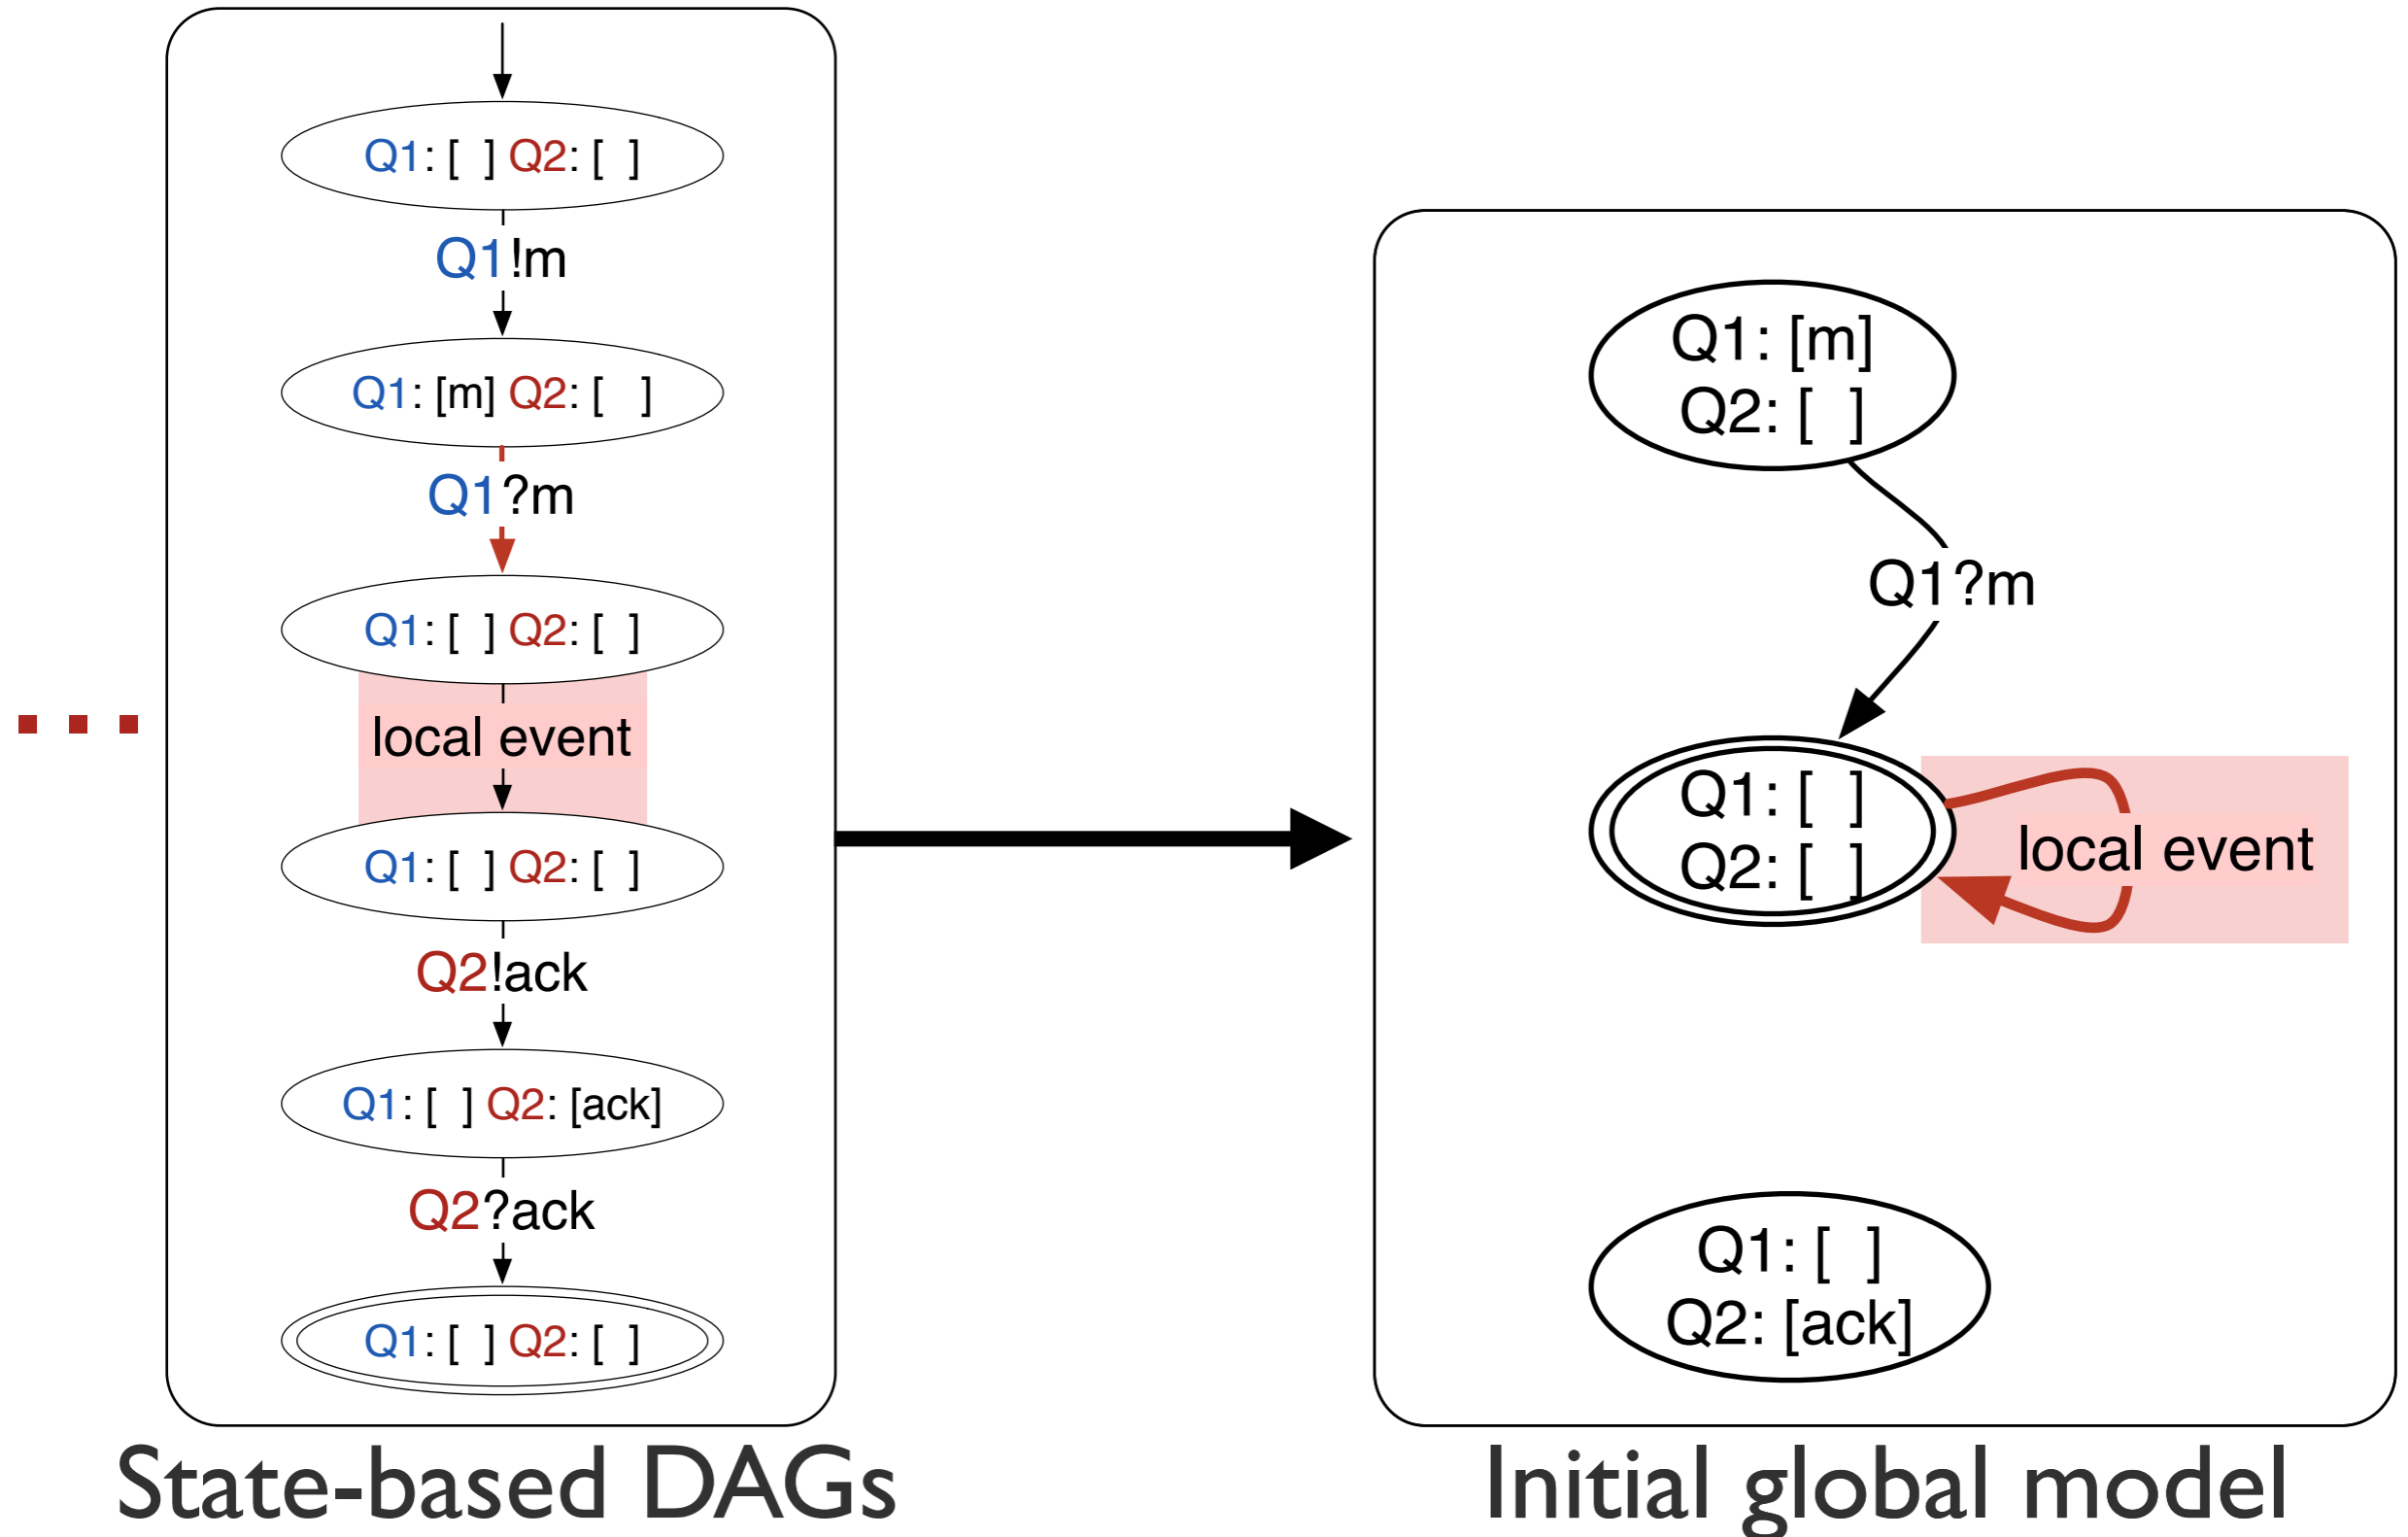 Q1: [ ] Q2: [ ]
Q1!m
Q1: [m] Q2: [ ]
Q1?m
Q1: [ ] Q2: [ ]
local event
Q1: [ ] Q2: [ ]
Q2!ack
Q1: [ ] Q2: [ack]
Q2?ack
Q1: [ ] Q2: [ ]
State-based DAGs
Q1: [m]
Q2: [ ]
Q1?m
Q1: [ ]
Q2: [ ]
local event
Q1: [ ]
Q2: [ack]
Initial global model